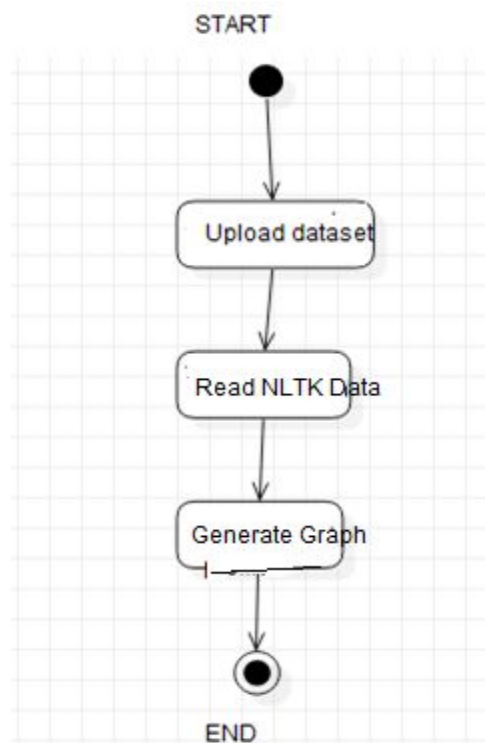 START
Upload dataset
Read NLTK Data
Generate Graph
END